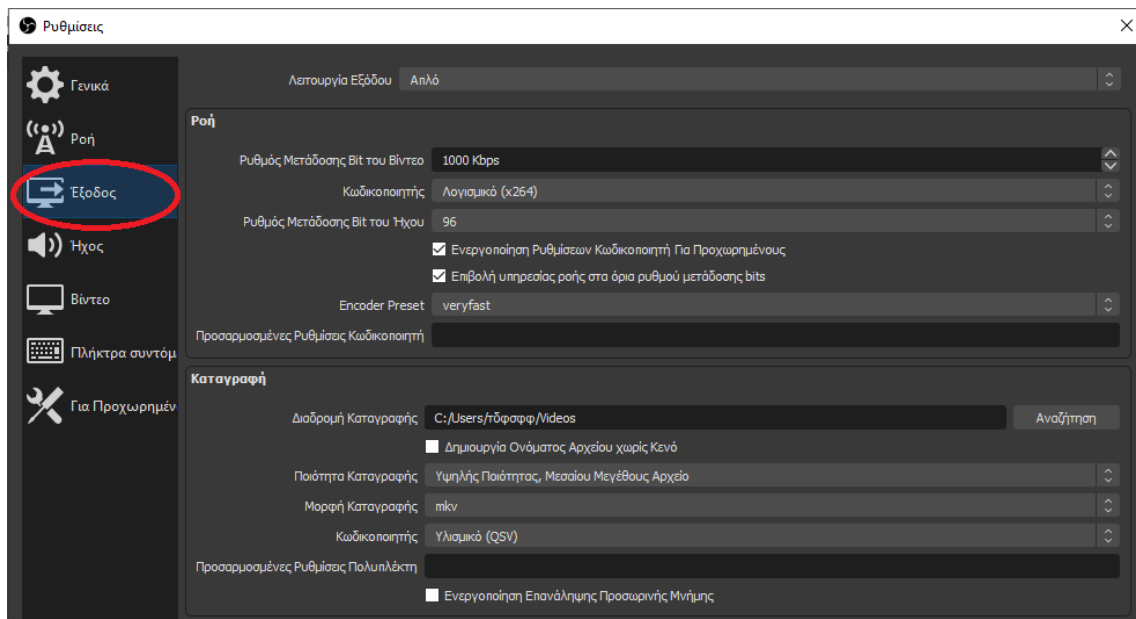 Ρυθμίσεις
Γενικά
Ροή
Έξοδος
Ήχος
Βίντεο
Πλήκτρα συντόμ
Για Προχωρημέν
Λειτουργία Εξόδου Απλό
Ροή
Ρυθμός Μετάδοσης Bit του Βίντεο 1000 Kbps
Κωδικοποιητής Λογισμικό (x264)
Ρυθμός Μετάδοσης Bit του Ήχου 96
Ενεργοποίηση Ρυθμίσεων Κωδικοποιητή Για Προχωρημένους
Επιβολή υπηρεσίας ροής στα όρια ρυθμού μετάδοσης bits
Encoder Preset veryfast
Προσαρμοσμένες Ρυθμίσεις Κωδικοποιητή
Καταγραφή
Διαδρομή Καταγραφής C:/Users/τδφσφφ/Videos Αναζήτηση
Δημιουργία Ονόματος Αρχείου χωρίς Κενό
Ποιότητα Καταγραφής Υψηλής Ποιότητας, Μεσαίου Μεγέθους Αρχείο
Μορφή Καταγραφής mkv
Κωδικοποιητής Υλισμικό (QSV)
Προσαρμοσμένες Ρυθμίσεις Πολυπλέκτη
Ενεργοποίηση Επανάληψης Προσωρινής Μνήμης